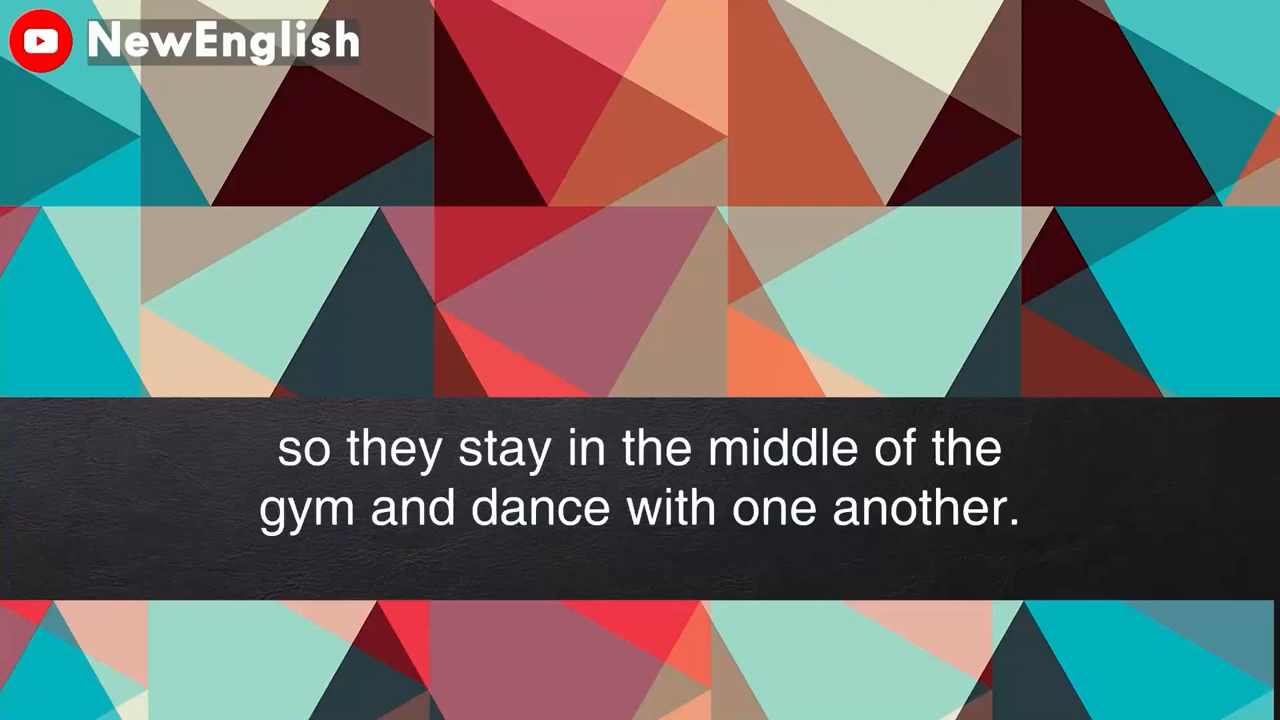 NewEnglish
so they stay in the middle of the
gym and dance with one another.